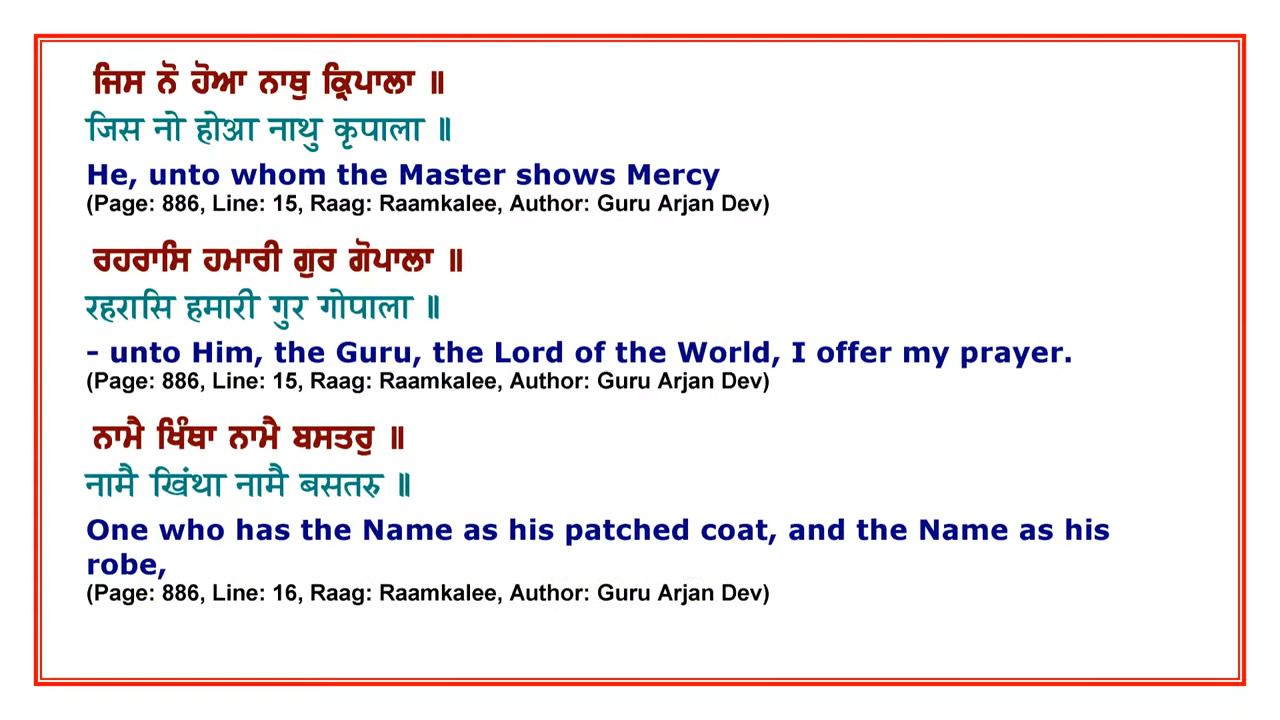 ਜਿਸ ਨੋ ਹੋਆ ਨਾਥੁ ਕ੍ਰਿਪਾਲਾ ॥
जिस नो होआ नाथु कृपाला ॥
He, unto whom the Master shows Mercy
(Page: 886, Line: 15, Raag: Raamkalee, Author: Guru Arjan Dev)
ਰਹਰਾਸਿ ਹਮਾਰੀ ਗੁਰ ਗੋਪਾਲਾ ॥
रहरासि हमारी गुर गोपाला ॥
- unto Him, the Guru, the Lord of the World, I offer my prayer.
(Page: 886, Line: 15, Raag: Raamkalee, Author: Guru Arjan Dev)
ਨਾਮੈ ਖਿੰਥਾ ਨਾਮੈ ਬਸਤਰੁ ॥
नामै खिंथा नामै बसतरु ॥
One who has the Name as his patched coat, and the Name as his
robe,
(Page: 886, Line: 16, Raag: Raamkalee, Author: Guru Arjan Dev)